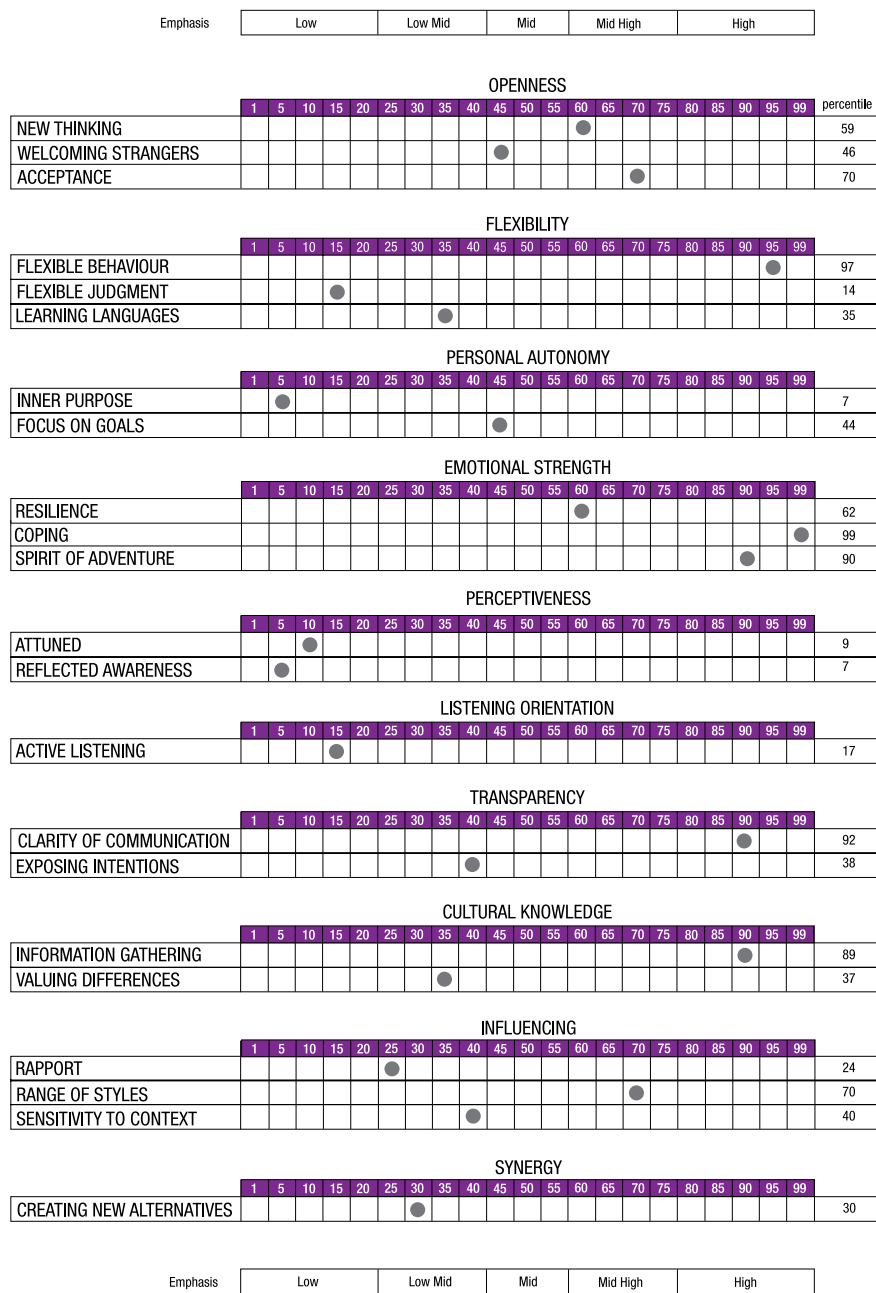 Emphasis Low Low Mid Mid Mid High High
OPENNESS
1 5 10 15 20 25 30 35 40 45 50 55 60 65 70 75 80 85 90 95 99 percentile
NEW THINKING 59
WELCOMING STRANGERS 46
ACCEPTANCE 70
FLEXIBILITY
1 5 10 15 20 25 30 35 40 45 50 55 60 65 70 75 80 85 90 95 99
FLEXIBLE BEHAVIOUR 97
FLEXIBLE JUDGMENT 14
LEARNING LANGUAGES 35
PERSONAL AUTONOMY
1 5 10 15 20 25 30 35 40 45 50 55 60 65 70 75 80 85 90 95 99
INNER PURPOSE 7
FOCUS ON GOALS 44
EMOTIONAL STRENGTH
1 5 10 15 20 25 30 35 40 45 50 55 60 65 70 75 80 85 90 95 99
RESILIENCE 62
COPING 99
SPIRIT OF ADVENTURE 90
PERCEPTIVENESS
1 5 10 15 20 25 30 35 40 45 50 55 60 65 70 75 80 85 90 95 99
ATTUNED 9
REFLECTED AWARENESS 7
LISTENING ORIENTATION
1 5 10 15 20 25 30 35 40 45 50 55 60 65 70 75 80 85 90 95 99
ACTIVE LISTENING 17
TRANSPARENCY
1 5 10 15 20 25 30 35 40 45 50 55 60 65 70 75 80 85 90 95 99
CLARITY OF COMMUNICATION 92
EXPOSING INTENTIONS 38
CULTURAL KNOWLEDGE
1 5 10 15 20 25 30 35 40 45 50 55 60 65 70 75 80 85 90 95 99
INFORMATION GATHERING 89
VALUING DIFFERENCES 37
INFLUENCING
1 5 10 15 20 25 30 35 40 45 50 55 60 65 70 75 80 85 90 95 99
RAPPORT 24
RANGE OF STYLES 70
SENSITIVITY TO CONTEXT 40
SYNERGY
1 5 10 15 20 25 30 35 40 45 50 55 60 65 70 75 80 85 90 95 99
CREATING NEW ALTERNATIVES 30
Emphasis Low Low Mid Mid Mid High High